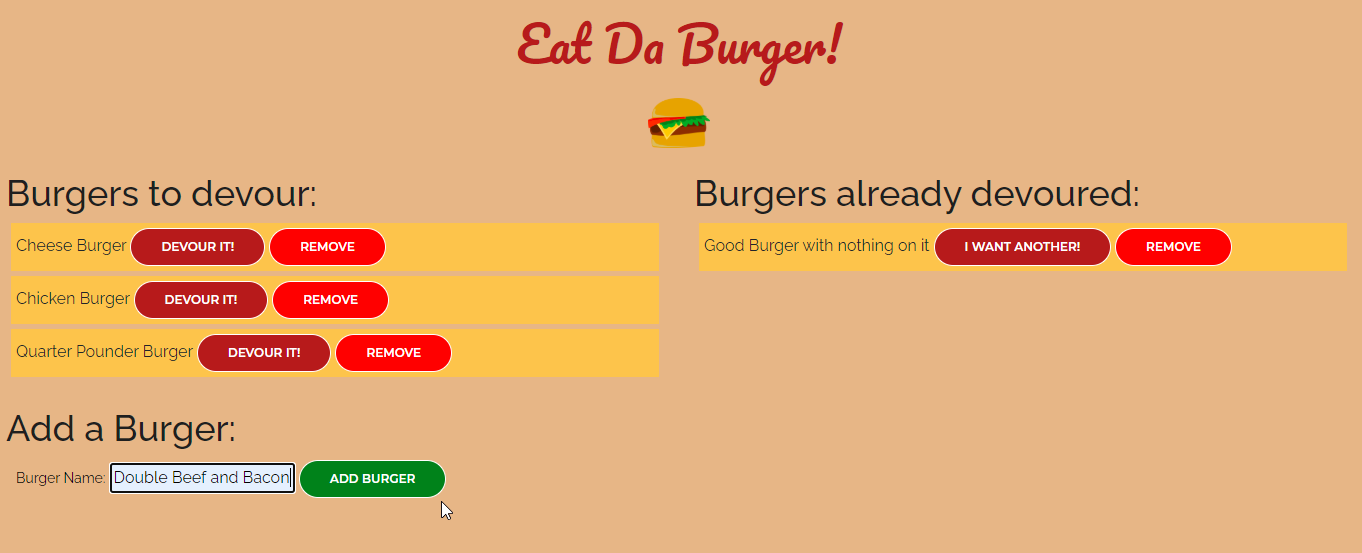 Eat Da Burger!
Burgers to devour:
Cheese Burger DEVOUR IT! REMOVE
Chicken Burger DEVOUR IT! REMOVE
Quarter Pounder Burger DEVOUR IT! REMOVE
Burgers already devoured:
Good Burger with nothing on it I WANT ANOTHER! REMOVE
Add a Burger:
Burger Name: Double Beef and Bacon ADD BURGER